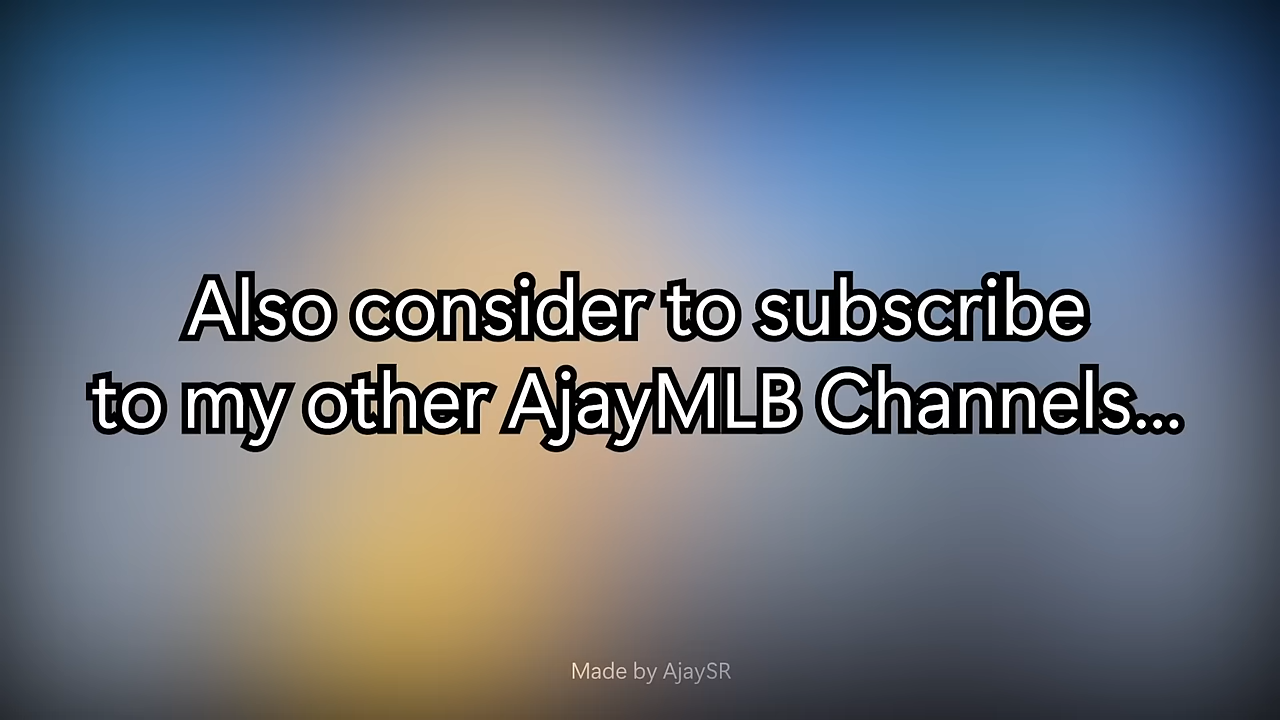 Also consider to subscribe
to my other AjayMLB Channels...
Made by AjaySR